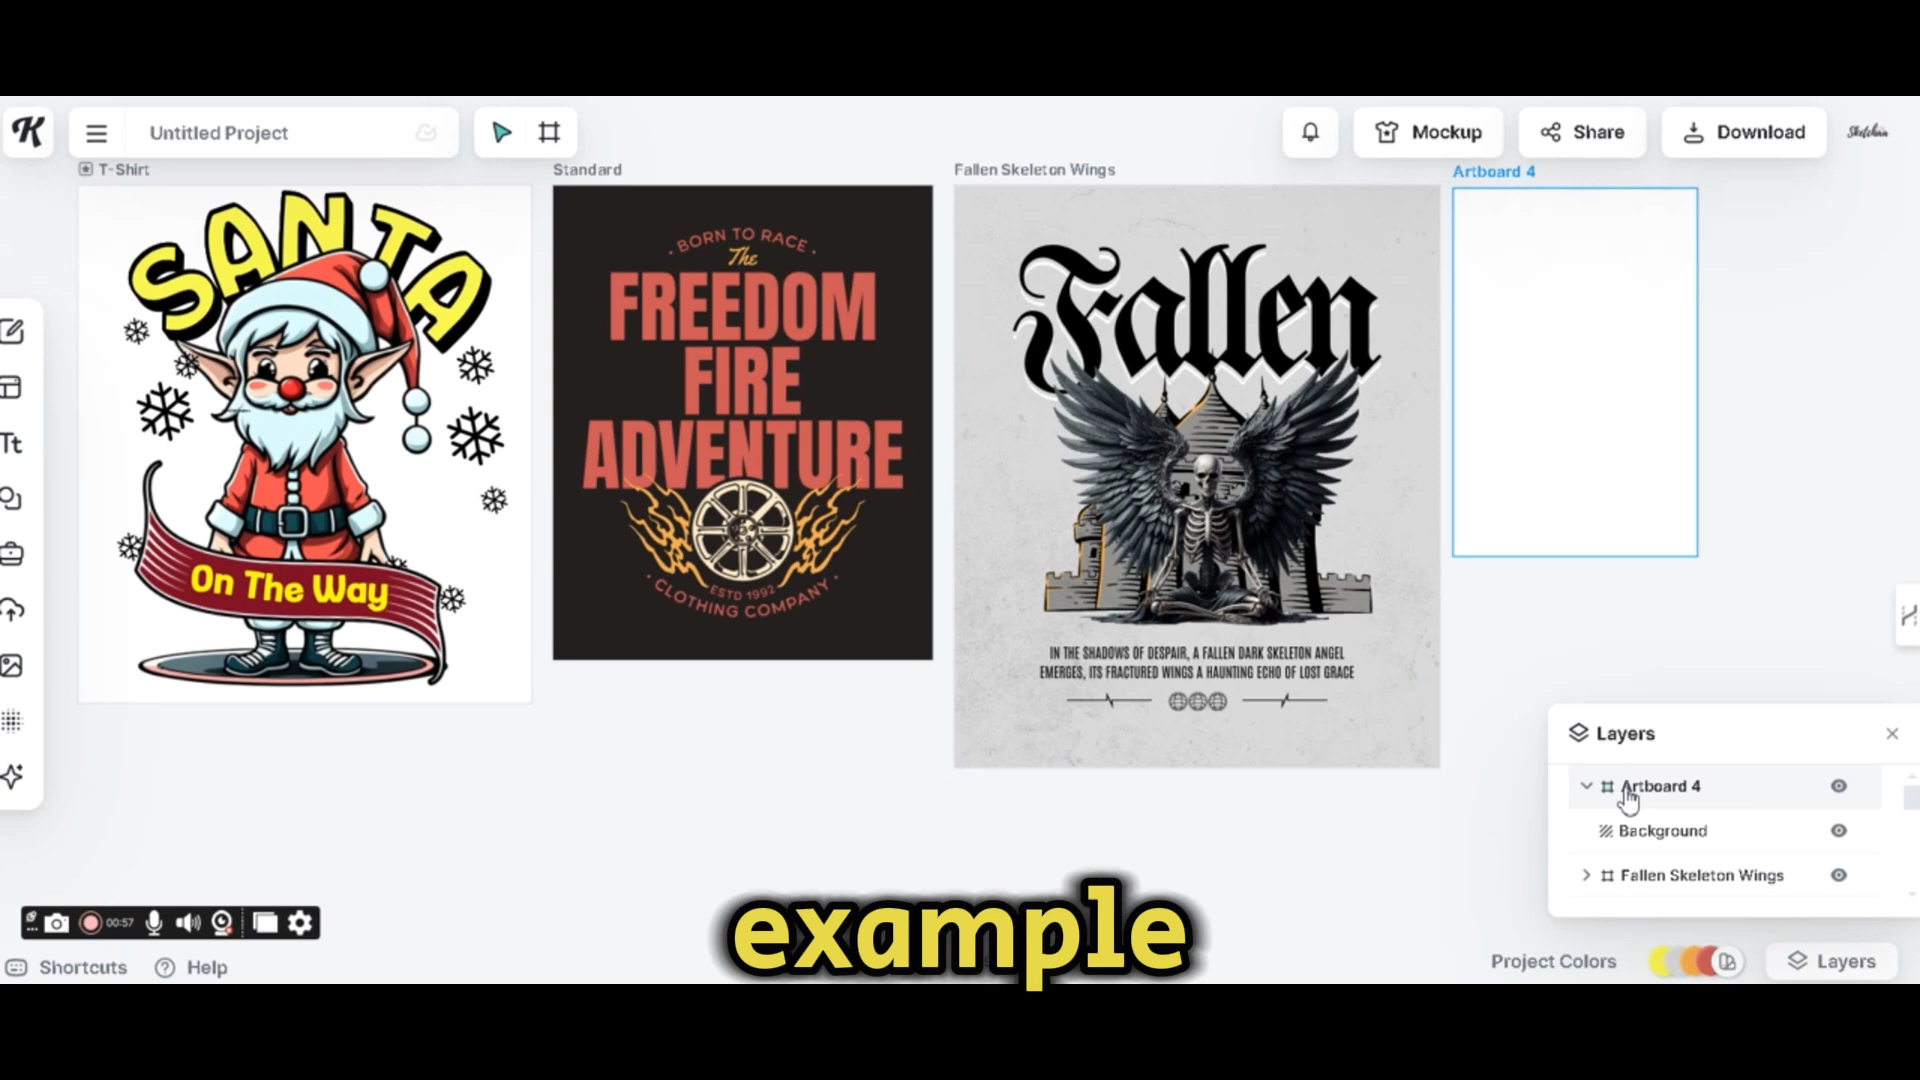 K
Untitled Project
Mockup
Share
Download
Sketchain
T-Shirt
Standard
Fallen Skeleton Wings
Artboard 4
SANTA
On The Way
· BORN TO RACE ·
The
FREEDOM
FIRE
ADVENTURE
ESTD 1992
· CLOTHING COMPANY ·
Fallen
IN THE SHADOWS OF DESPAIR, A FALLEN DARK SKELETON ANGEL
EMERGES, ITS FRACTURED WINGS A HAUNTING ECHO OF LOST GRACE
Tt
Layers
Artboard 4
Background
Fallen Skeleton Wings
00:57
example
Shortcuts
Help
Project Colors
Layers